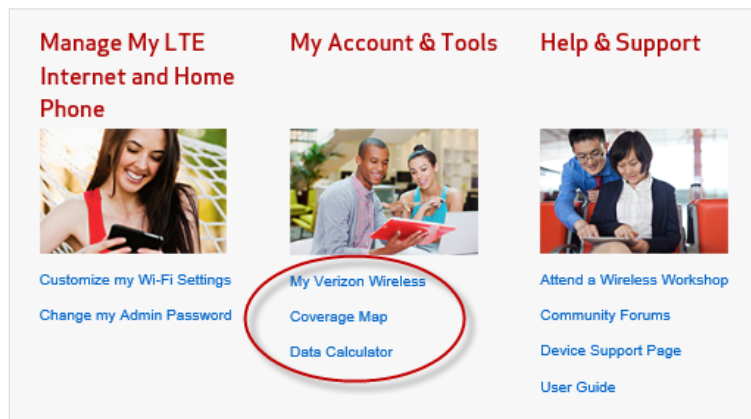 Manage My LTE
Internet and Home
Phone
Customize my Wi-Fi Settings
Change my Admin Password
My Account & Tools
My Verizon Wireless
Coverage Map
Data Calculator
Help & Support
Attend a Wireless Workshop
Community Forums
Device Support Page
User Guide